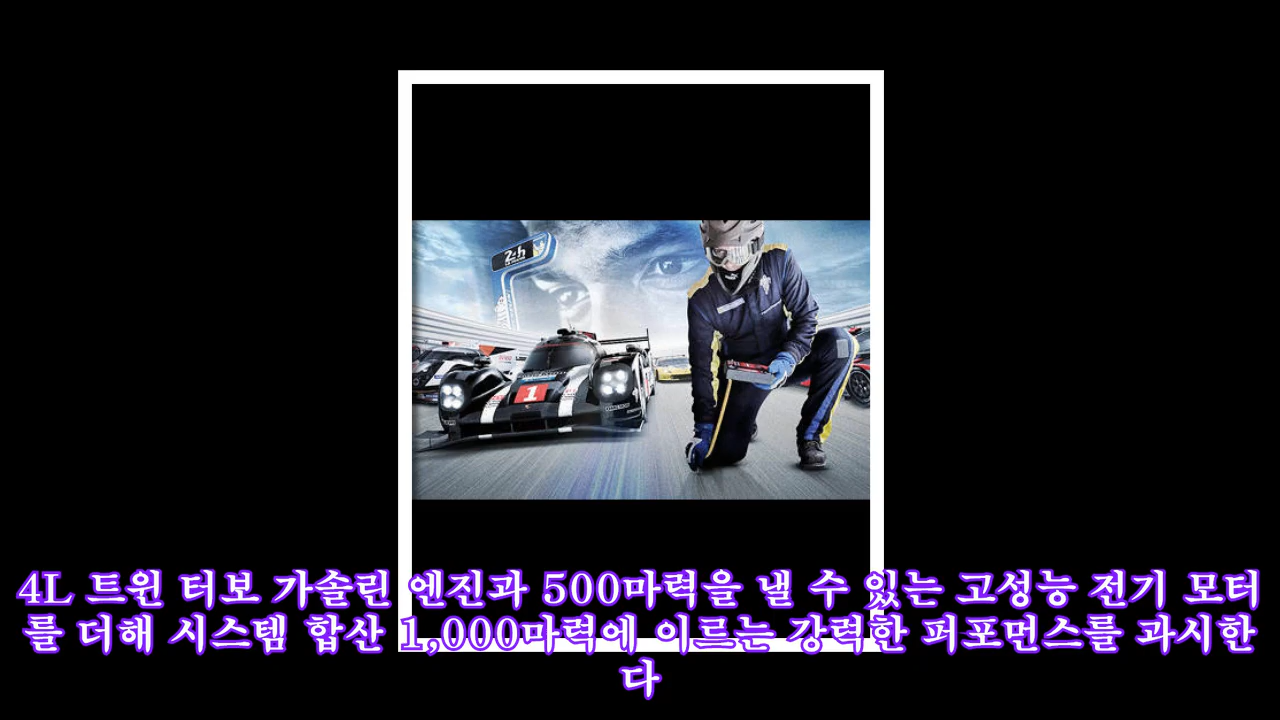 24h
1
4L 트윈 터보 가솔린 엔진과 500마력을 낼 수 있는 고성능 전기 모터
를 더해 시스템 합산 1,000마력에 이르는 강력한 퍼포먼스를 과시한
다